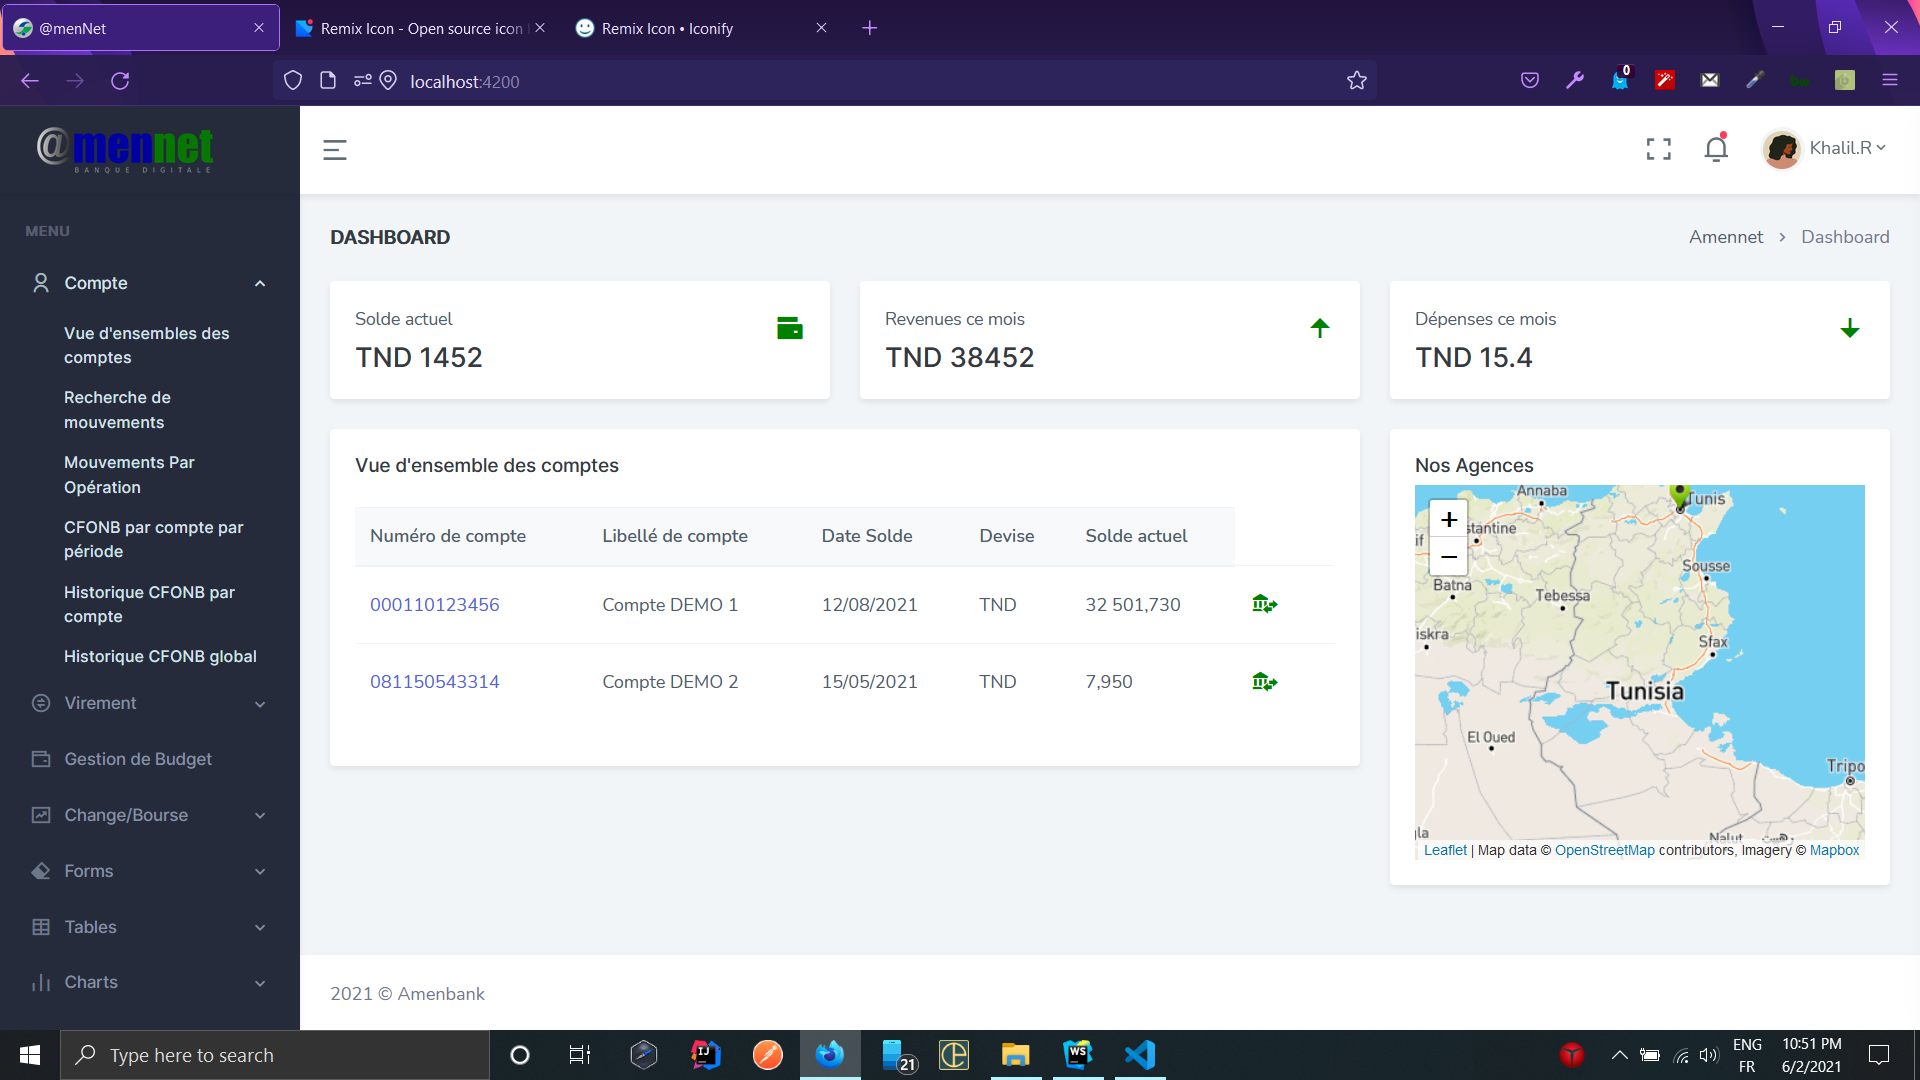 @menNet
Remix Icon - Open source icon
Remix Icon • Iconify
localhost:4200
0
@mennet
BANQUE DIGITALE
Khalil.R
MENU
Compte
Vue d'ensembles des
comptes
Recherche de
mouvements
Mouvements Par
Opération
CFONB par compte par
période
Historique CFONB par
compte
Historique CFONB global
Virement
Gestion de Budget
Change/Bourse
Forms
Tables
Charts
DASHBOARD
Amennet > Dashboard
Solde actuel
TND 1452
Revenues ce mois
TND 38452
Dépenses ce mois
TND 15.4
Vue d'ensemble des comptes
Numéro de compte Libellé de compte Date Solde Devise Solde actuel
000110123456 Compte DEMO 1 12/08/2021 TND 32 501,730
081150543314 Compte DEMO 2 15/05/2021 TND 7,950
Nos Agences
+
−
Annaba
Tunis
stantine
if
Sousse
Batna
Tebessa
iskra
Sfax
Tunisia
El Oued
Tripo
la
Nalut
Leaflet | Map data © OpenStreetMap contributors, Imagery © Mapbox
2021 © Amenbank
Type here to search
IJ
21
WS
ENG
FR
10:51 PM
6/2/2021